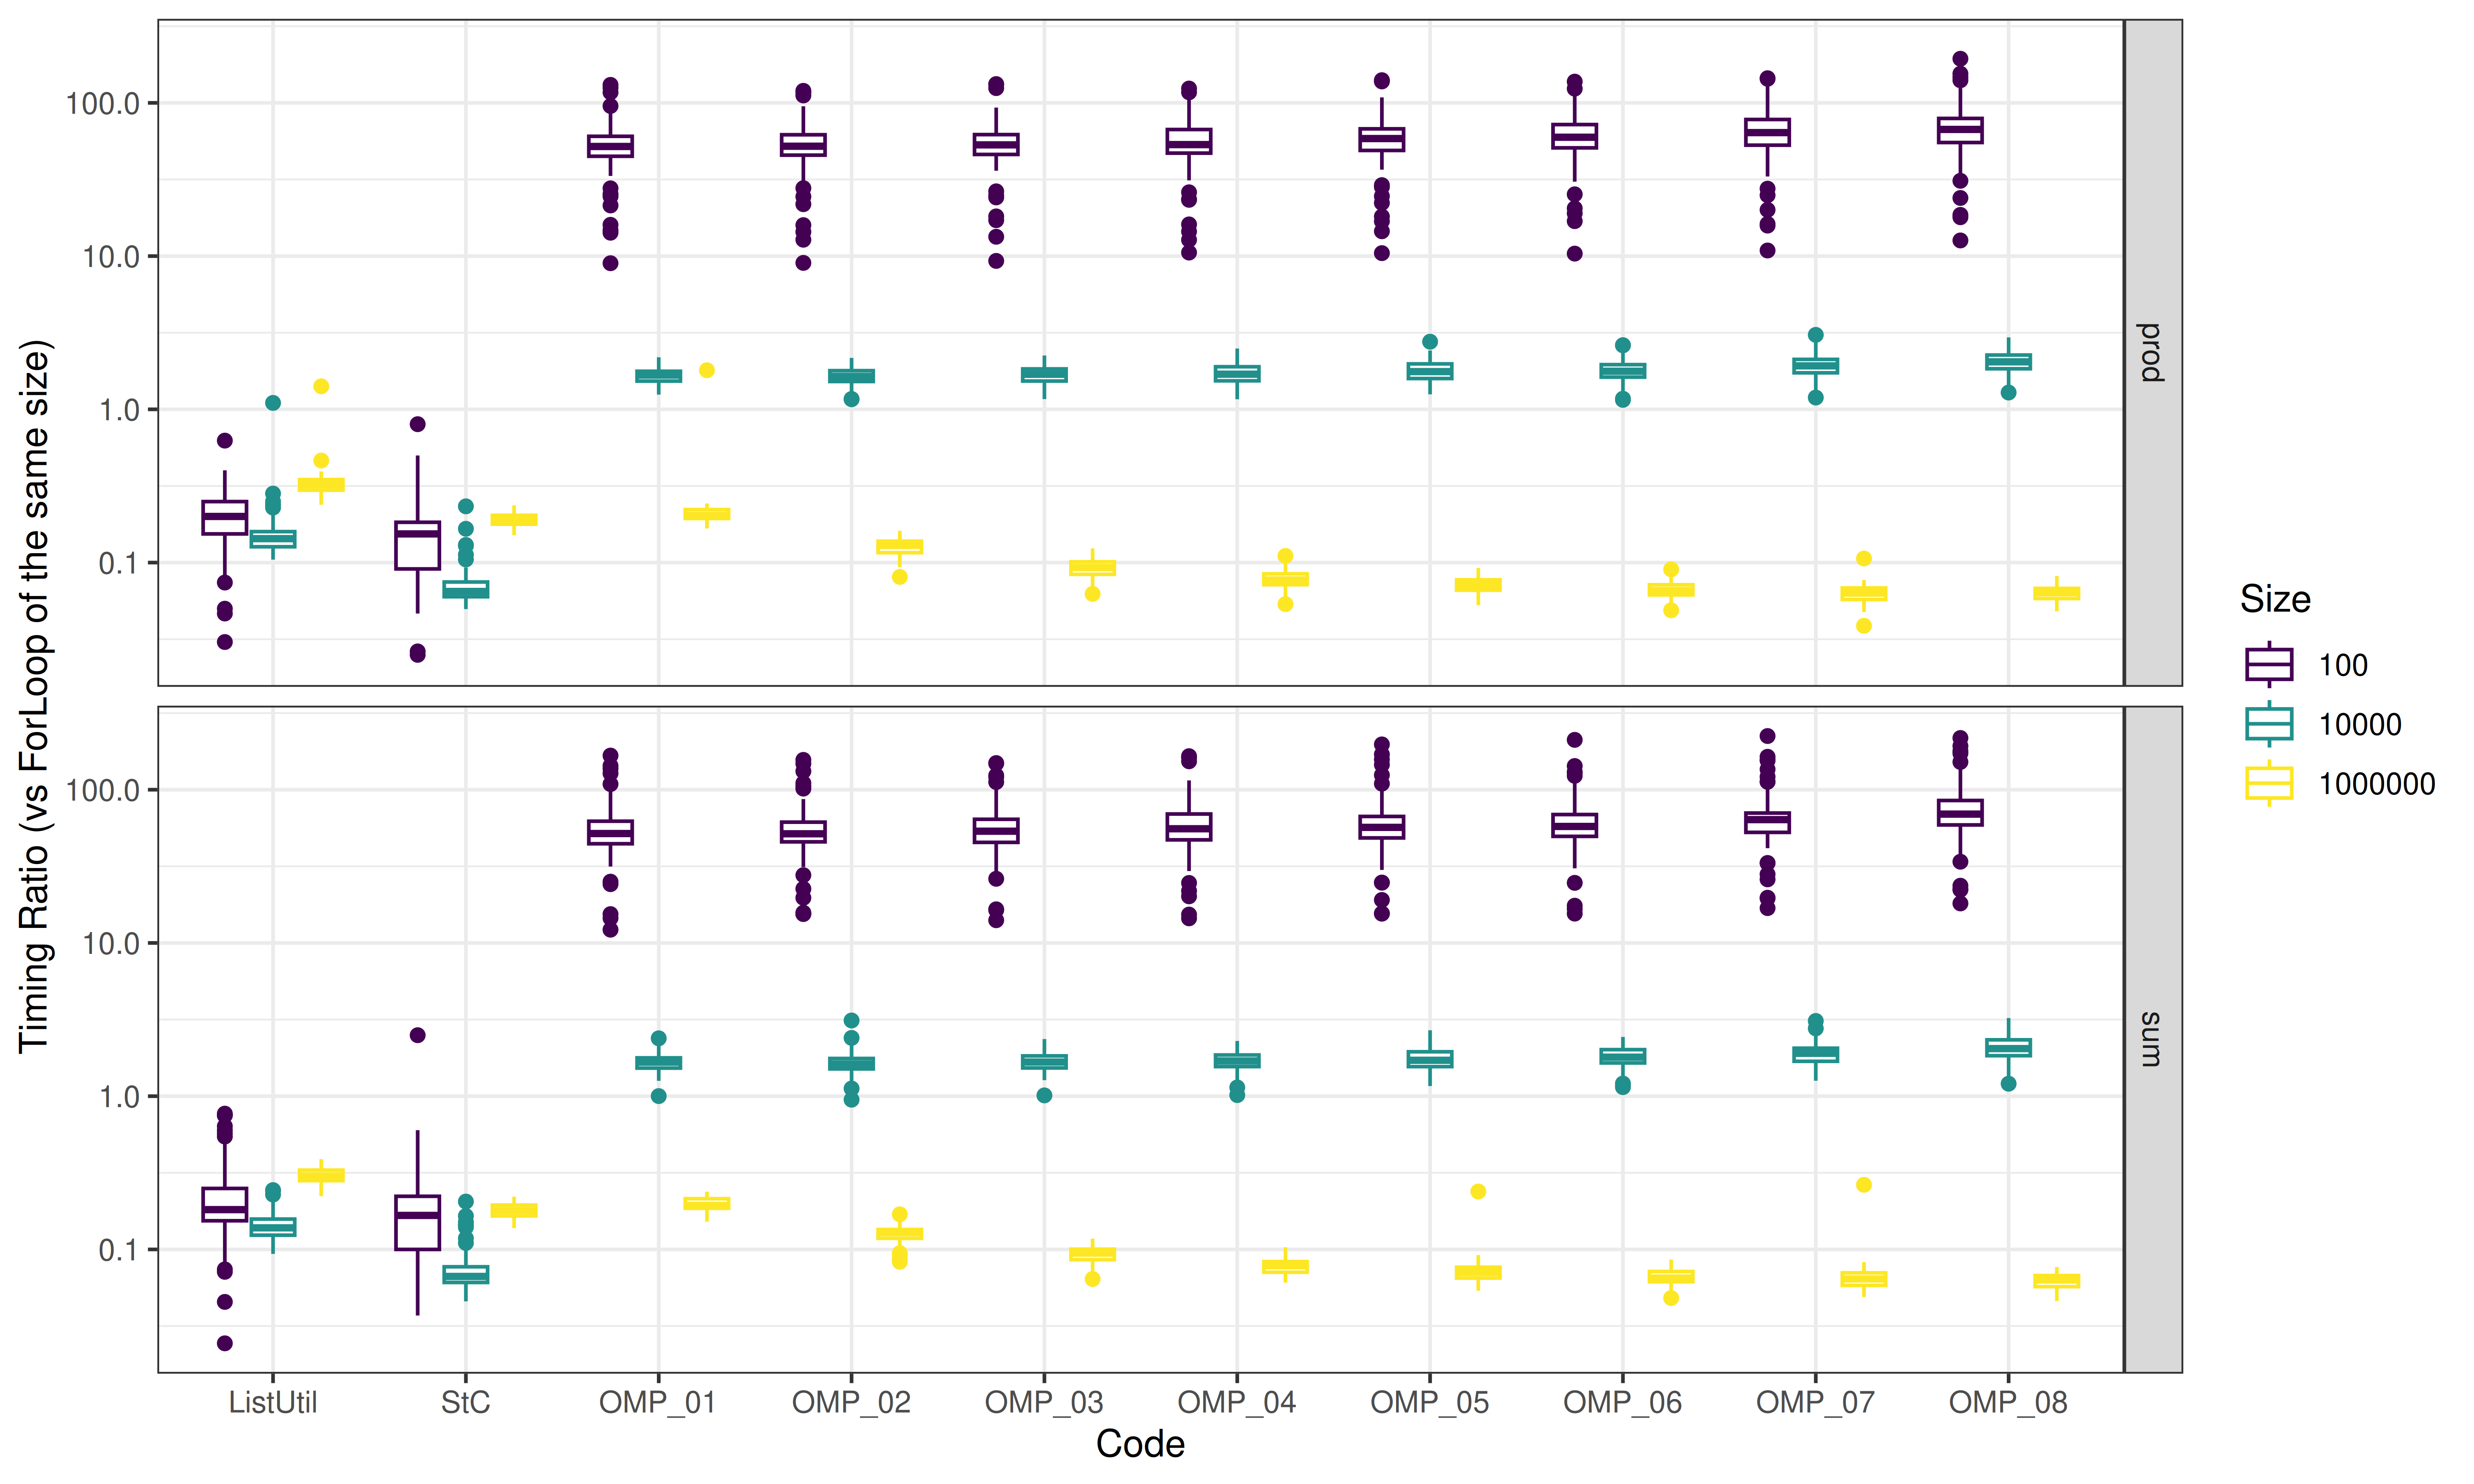 Timing Ratio (vs ForLoop of the same size)
100.0
10.0
1.0
0.1
prod
100.0
10.0
1.0
0.1
sum
ListUtil
StC
OMP_01
OMP_02
OMP_03
OMP_04
OMP_05
OMP_06
OMP_07
OMP_08
Code
Size
100
10000
1000000